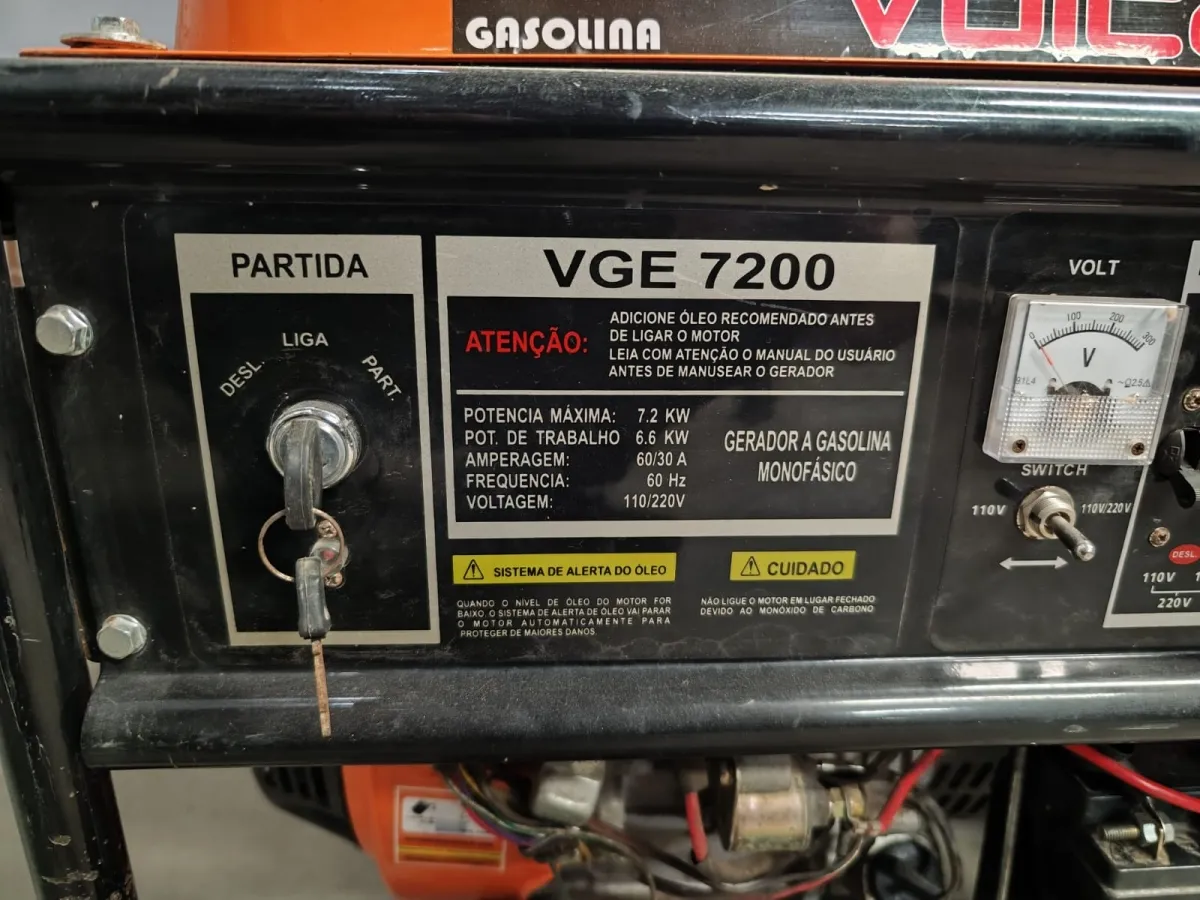 GASOLINA
PARTIDA
DESL.
LIGA
PART.
VGE 7200
ATENÇÃO:
ADICIONE ÓLEO RECOMENDADO ANTES
DE LIGAR O MOTOR
LEIA COM ATENÇÃO O MANUAL DO USUÁRIO
ANTES DE MANUSEAR O GERADOR
POTENCIA MÁXIMA: 7.2 KW
POT. DE TRABALHO 6.6 KW
AMPERAGEM: 60/30 A
FREQUENCIA: 60 Hz
VOLTAGEM: 110/220V
GERADOR A GASOLINA
MONOFÁSICO
SISTEMA DE ALERTA DO ÓLEO
QUANDO O NÍVEL DE ÓLEO DO MOTOR FOR
BAIXO, O SISTEMA DE ALERTA DE ÓLEO VAI PARAR
O MOTOR AUTOMATICAMENTE PARA
PROTEGER DE MAIORES DANOS.
CUIDADO
NÃO LIGUE O MOTOR EM LUGAR FECHADO
DEVIDO AO MONÓXIDO DE CARBONO
VOLT
0 100 200 300
V
SWITCH
110V
110V/220V
DESL.
110V
220V